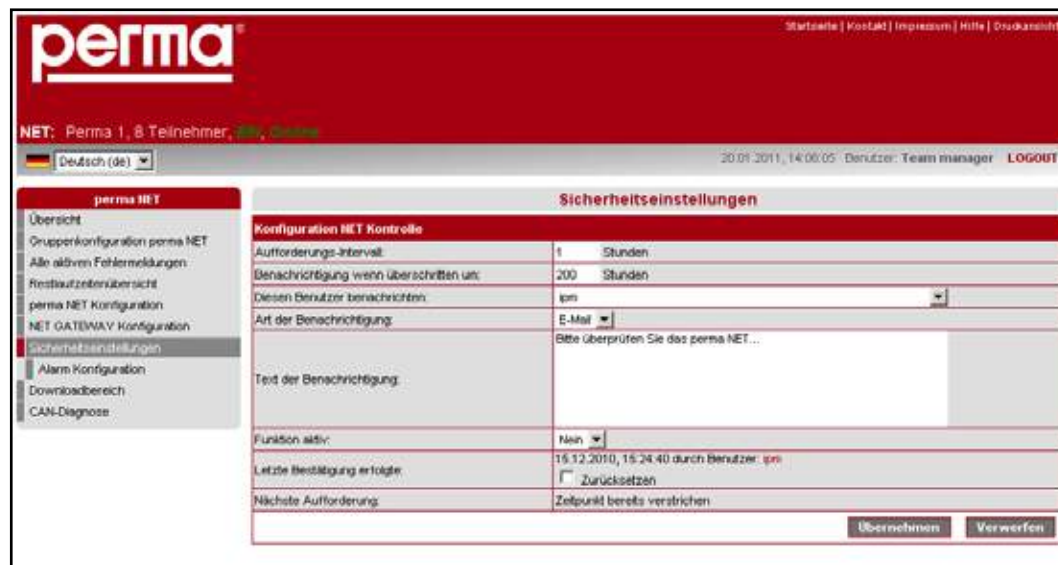 perma®
Startseite | Kontakt | Impressum | Hilfe | Druckansicht
NET: Perma 1, 8 Teilnehmer,
Deutsch (de)
20.01.2011, 14:06:05 Benutzer: Team manager LOGOUT
perma NET
Übersicht
Gruppenkonfiguration perma NET
Alle aktiven Fehlermeldungen
Restlaufzeitenübersicht
perma NET Konfiguration
NET GATEWAY Konfiguration
Sicherheitseinstellungen
Alarm Konfiguration
Downloadbereich
CAN-Diagnose
Sicherheitseinstellungen
Konfiguration NET Kontrolle
Aufforderungs-Intervall: 1 Stunden
Benachrichtigung wenn überschritten um: 200 Stunden
Diesen Benutzer benachrichten: ipm
Art der Benachrichtigung: E-Mail
Text der Benachrichtigung: Bitte überprüfen Sie das perma NET...
Funktion aktiv: Nein
Letzte Bestätigung erfolgte: 15.12.2010, 15:24:40 durch Benutzer: ipm
Zurücksetzen
Nächste Aufforderung: Zeitpunkt bereits verstrichen
Übernehmen Verwerfen